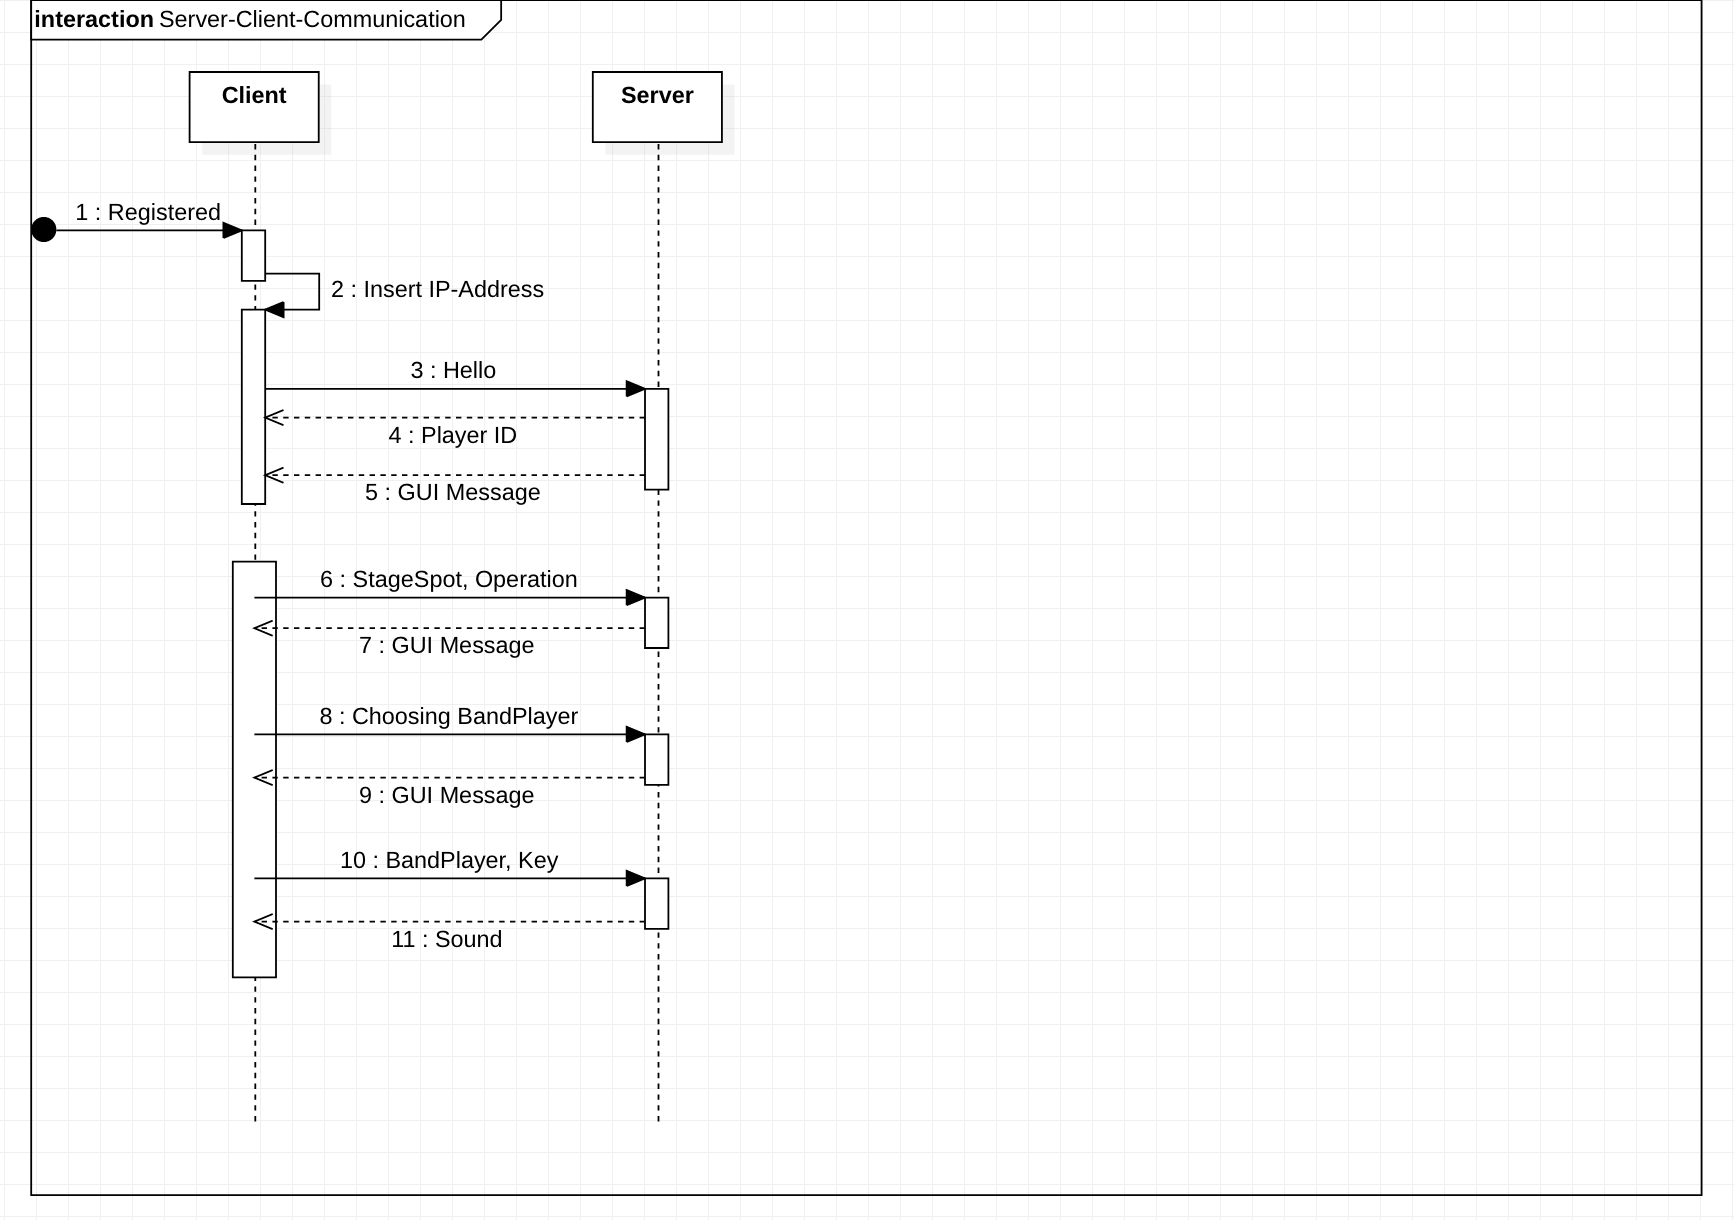 interaction Server-Client-Communication
Client
Server
1 : Registered
2 : Insert IP-Address
3 : Hello
4 : Player ID
5 : GUI Message
6 : StageSpot, Operation
7 : GUI Message
8 : Choosing BandPlayer
9 : GUI Message
10 : BandPlayer, Key
11 : Sound